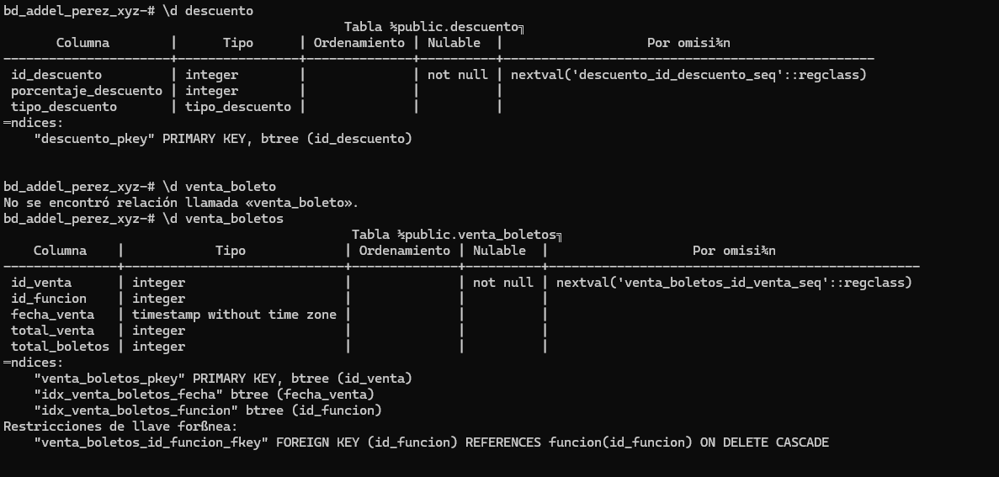 bd_addel_perez_xyz-# \d descuento
                                             Tabla ¾public.descuento╗
       Columna        |      Tipo      | Ordenamiento | Nulable  |                   Por omisi¾n
----------------------+----------------+--------------+----------+-------------------------------------------------
 id_descuento         | integer        |              | not null | nextval('descuento_id_descuento_seq'::regclass)
 porcentaje_descuento | integer        |              |          |
 tipo_descuento       | tipo_descuento |              |          |
═ndices:
    "descuento_pkey" PRIMARY KEY, btree (id_descuento)
bd_addel_perez_xyz-# \d venta_boleto
No se encontró relación llamada «venta_boleto».
bd_addel_perez_xyz-# \d venta_boletos
                                              Tabla ¾public.venta_boletos╗
    Columna    |            Tipo             | Ordenamiento | Nulable  |                   Por omisi¾n
---------------+-----------------------------+--------------+----------+-------------------------------------------------
 id_venta      | integer                     |              | not null | nextval('venta_boletos_id_venta_seq'::regclass)
 id_funcion    | integer                     |              |          |
 fecha_venta   | timestamp without time zone |              |          |
 total_venta   | integer                     |              |          |
 total_boletos | integer                     |              |          |
═ndices:
    "venta_boletos_pkey" PRIMARY KEY, btree (id_venta)
    "idx_venta_boletos_fecha" btree (fecha_venta)
    "idx_venta_boletos_funcion" btree (id_funcion)
Restricciones de llave forßnea:
    "venta_boletos_id_funcion_fkey" FOREIGN KEY (id_funcion) REFERENCES funcion(id_funcion) ON DELETE CASCADE